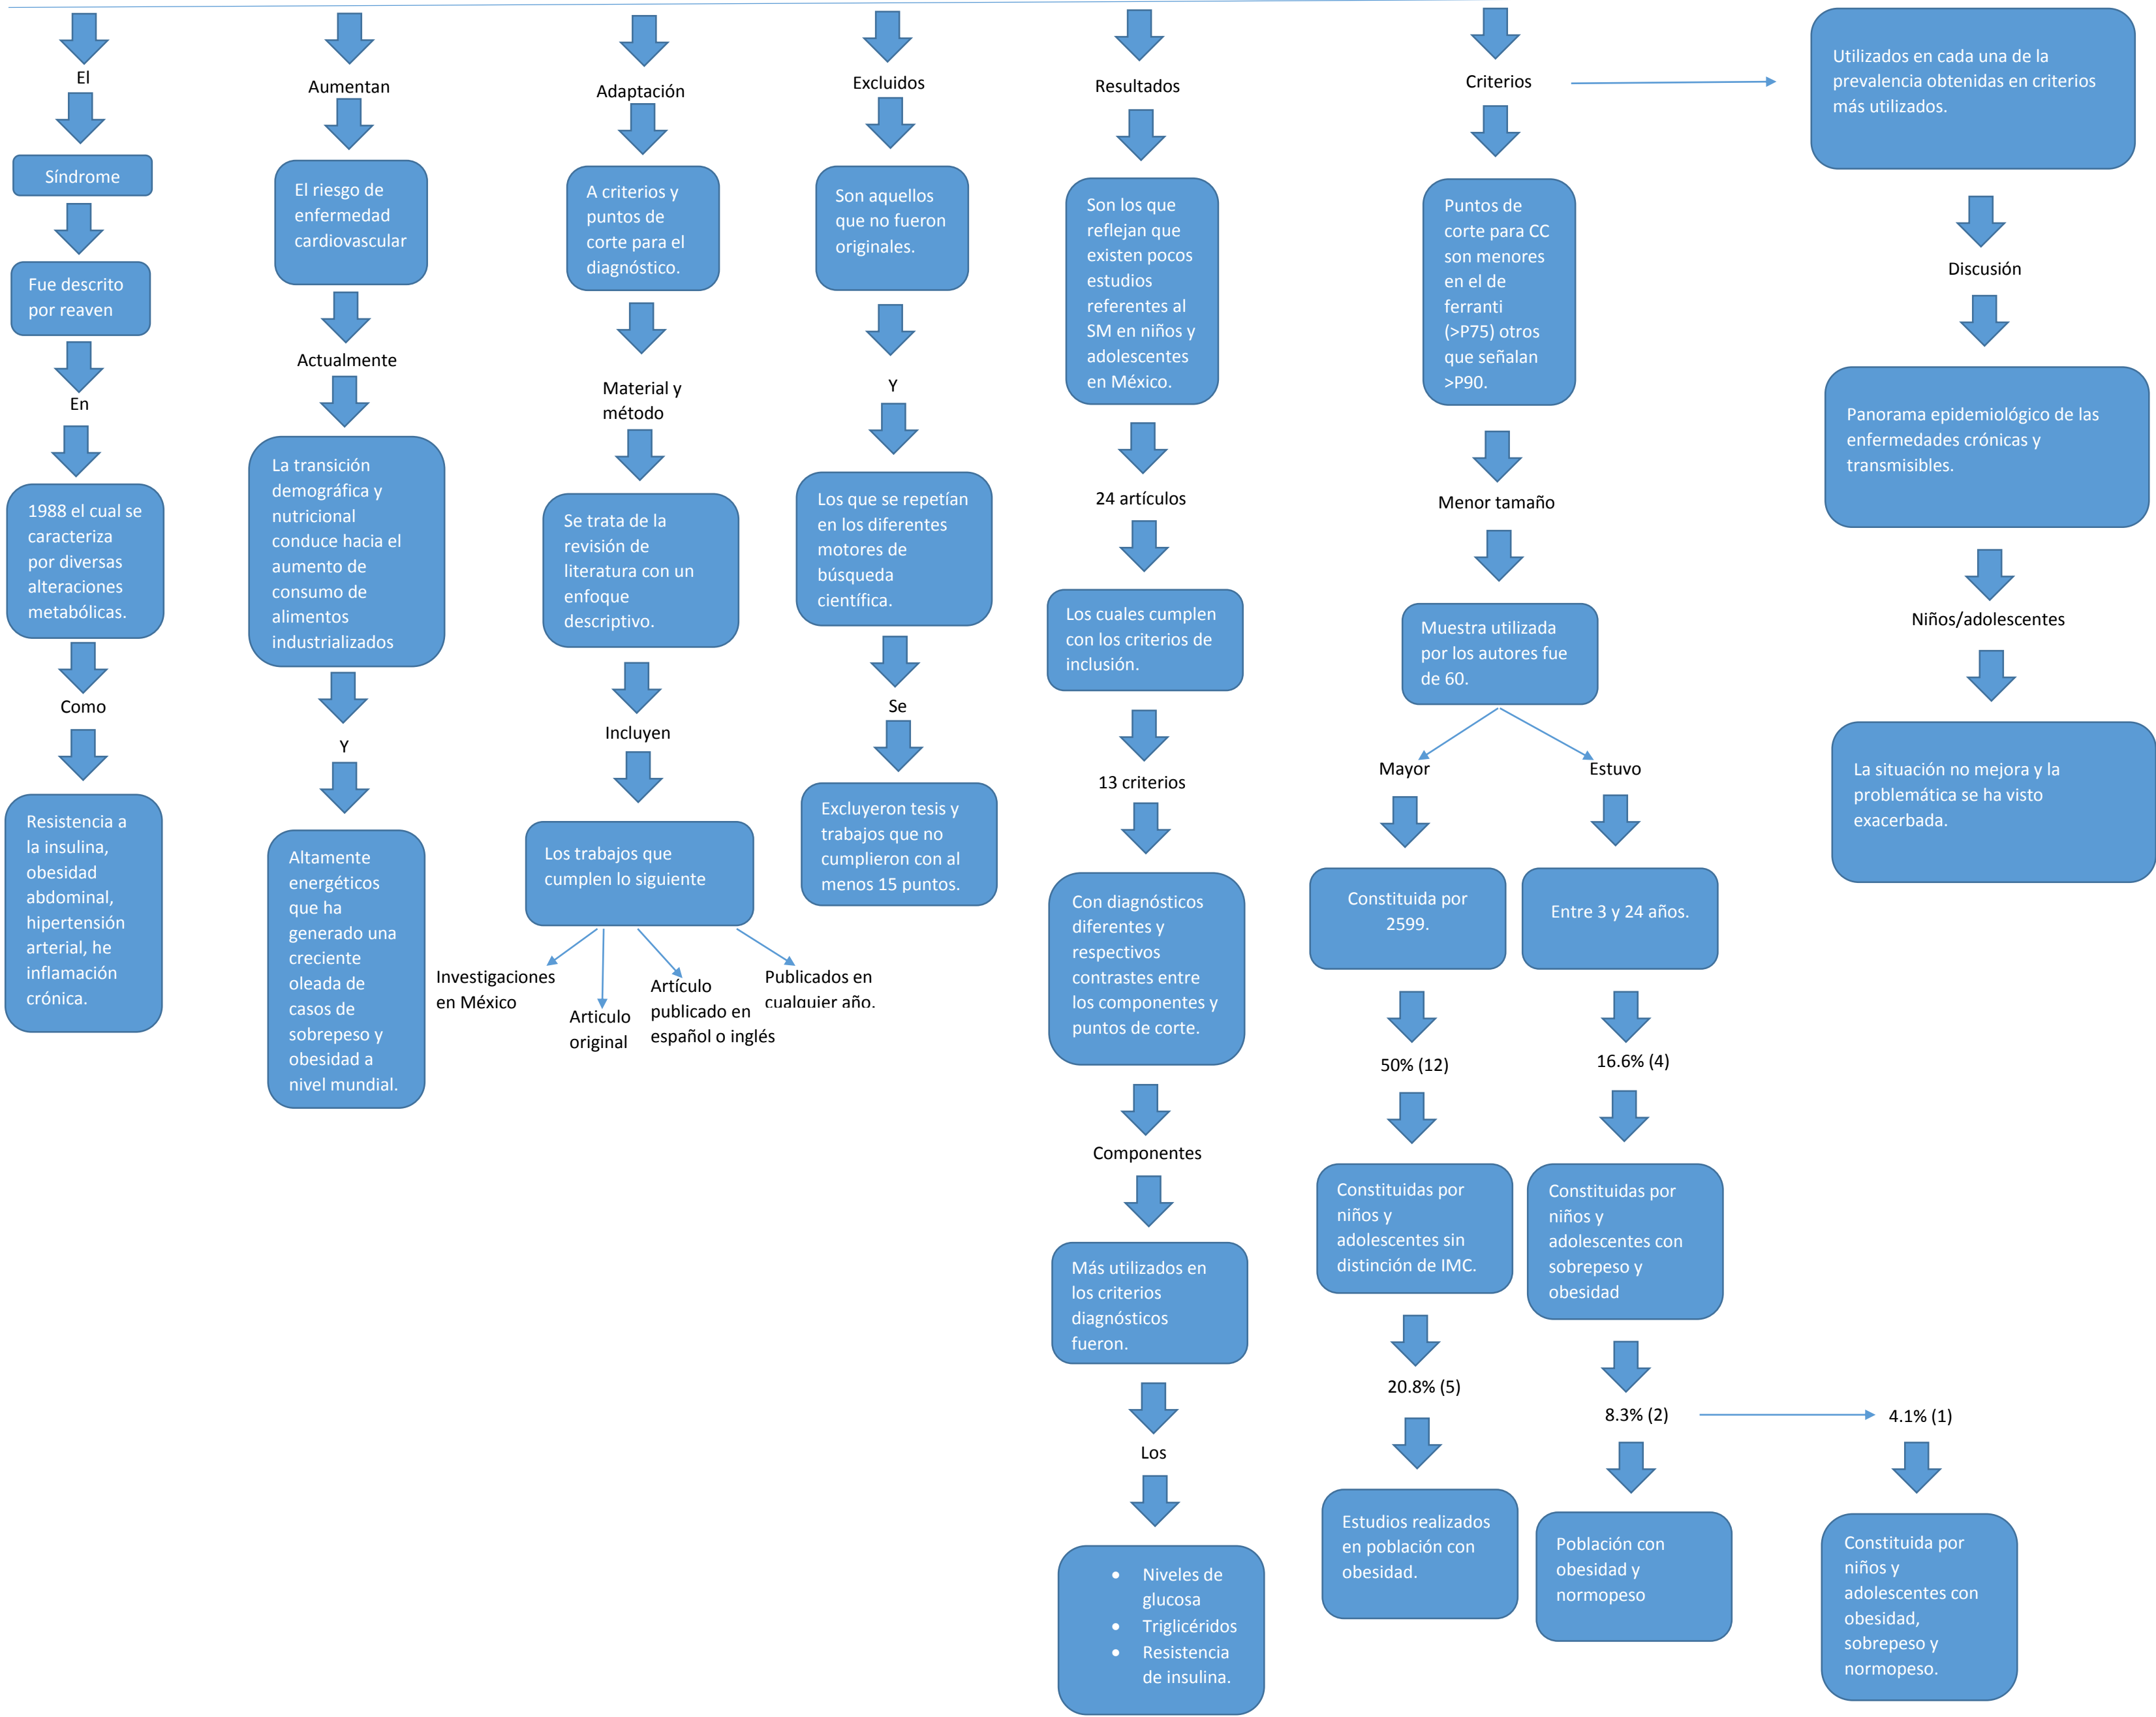 El
Síndrome
Fue descrito
por reaven
En
1988 el cual se
caracteriza
por diversas
alteraciones
metabólicas.
Como
Resistencia a
la insulina,
obesidad
abdominal,
hipertensión
arterial, he
inflamación
crónica.
Aumentan
El riesgo de
enfermedad
cardiovascular
Actualmente
La transición
demográfica y
nutricional
conduce hacia el
aumento de
consumo de
alimentos
industrializados
Y
Altamente
energéticos
que ha
generado una
creciente
oleada de
casos de
sobrepeso y
obesidad a
nivel mundial.
Adaptación
A criterios y
puntos de
corte para el
diagnóstico.
Material y
método
Se trata de la
revisión de
literatura con un
enfoque
descriptivo.
Incluyen
Los trabajos que
cumplen lo siguiente
Investigaciones
en México
Articulo
original
Artículo
publicado en
español o inglés
Publicados en
cualquier año.
Excluidos
Son aquellos
que no fueron
originales.
Y
Los que se repetían
en los diferentes
motores de
búsqueda
científica.
Se
Excluyeron tesis y
trabajos que no
cumplieron con al
menos 15 puntos.
Resultados
Son los que
reflejan que
existen pocos
estudios
referentes al
SM en niños y
adolescentes
en México.
24 artículos
Los cuales cumplen
con los criterios de
inclusión.
13 criterios
Con diagnósticos
diferentes y
respectivos
contrastes entre
los componentes y
puntos de corte.
Componentes
Más utilizados en
los criterios
diagnósticos
fueron.
Los
• Niveles de
glucosa
• Triglicéridos
• Resistencia
de insulina.
Criterios
Puntos de
corte para CC
son menores
en el de
ferranti
(>P75) otros
que señalan
>P90.
Menor tamaño
Muestra utilizada
por los autores fue
de 60.
Mayor
Constituida por
2599.
50% (12)
Constituidas por
niños y
adolescentes sin
distinción de IMC.
20.8% (5)
Estudios realizados
en población con
obesidad.
Estuvo
Entre 3 y 24 años.
16.6% (4)
Constituidas por
niños y
adolescentes con
sobrepeso y
obesidad
8.3% (2)
Población con
obesidad y
normopeso
4.1% (1)
Constituida por
niños y
adolescentes con
obesidad,
sobrepeso y
normopeso.
Utilizados en cada una de la
prevalencia obtenidas en criterios
más utilizados.
Discusión
Panorama epidemiológico de las
enfermedades crónicas y
transmisibles.
Niños/adolescentes
La situación no mejora y la
problemática se ha visto
exacerbada.